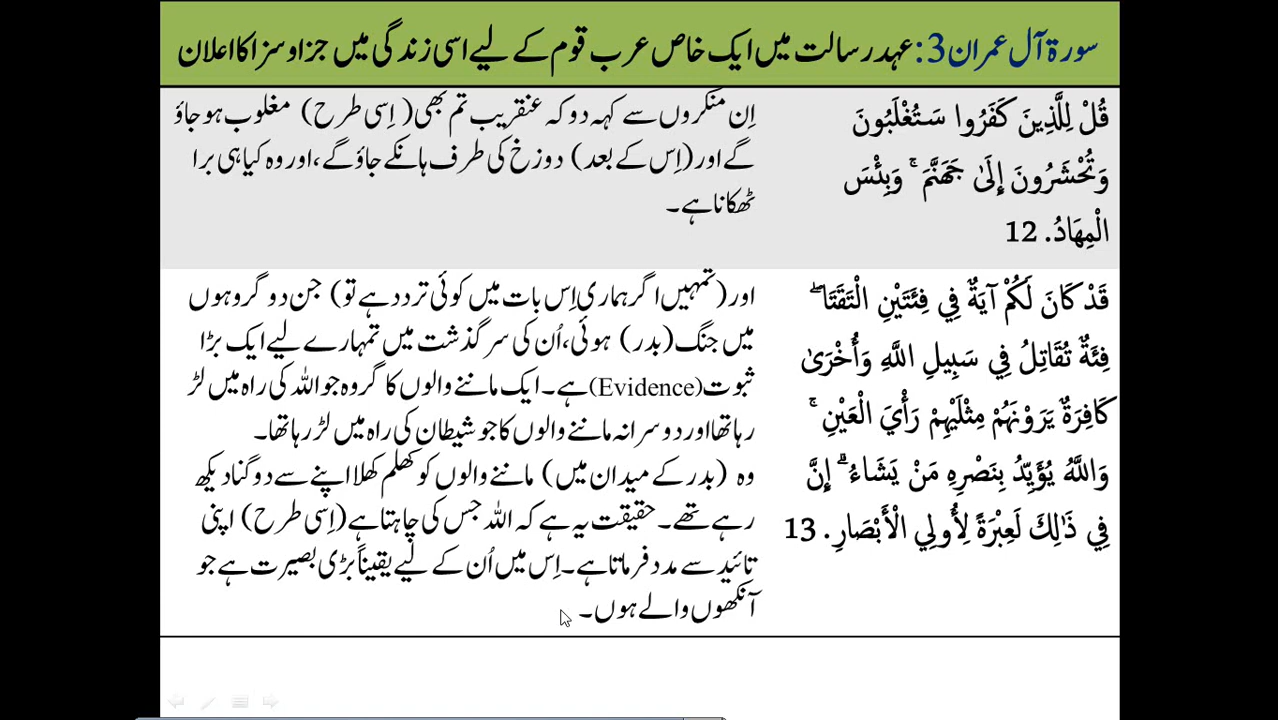 سورة آل عمران 3: عہد رسالت میں ایک خاص عرب قوم کے لیے اسی زندگی میں جزا و سزا کا اعلان
قُلْ لِلَّذِينَ كَفَرُوا سَتُغْلَبُونَ
وَتُحْشَرُونَ إِلَىٰ جَهَنَّمَ ۚ وَبِئْسَ
الْمِهَادُ. 12
اِن منکروں سے کہہ دو کہ عنقریب تم بھی (اِسی طرح) مغلوب ہو جاؤ
گے اور (اِس کے بعد) دوزخ کی طرف ہانکے جاؤ گے، اور وہ کیا ہی برا
ٹھکانا ہے۔
قَدْ كَانَ لَكُمْ آيَةٌ فِي فِئَتَيْنِ الْتَقَتَا ۖ
فِئَةٌ تُقَاتِلُ فِي سَبِيلِ اللَّهِ وَأُخْرَىٰ
كَافِرَةٌ يَرَوْنَهُمْ مِثْلَيْهِمْ رَأْيَ الْعَيْنِ ۚ
وَاللَّهُ يُؤَيِّدُ بِنَصْرِهِ مَنْ يَشَاءُ ۗ إِنَّ
فِي ذَٰلِكَ لَعِبْرَةً لِأُولِي الْأَبْصَارِ. 13
اور (تمہیں اگر ہماری اِس بات میں کوئی تردد ہے تو) جن دو گروہوں
میں جنگ (بدر) ہوئی، اُن کی سرگذشت میں تمہارے لیے ایک بڑا
ثبوت (Evidence) ہے۔ ایک ماننے والوں کا گروہ جو اللہ کی راہ میں لڑ
رہا تھا اور دوسرا نہ ماننے والوں کا جو شیطان کی راہ میں لڑ رہا تھا۔
وہ (بدر کے میدان میں) ماننے والوں کو کھلم کھلا اپنے سے دو گنا دیکھ
رہے تھے۔ حقیقت یہ ہے کہ اللہ جس کی چاہتا ہے (اِسی طرح) اپنی
تائید سے مدد فرماتا ہے۔ اِس میں اُن کے لیے یقیناً بڑی بصیرت ہے جو
آنکھوں والے ہوں۔